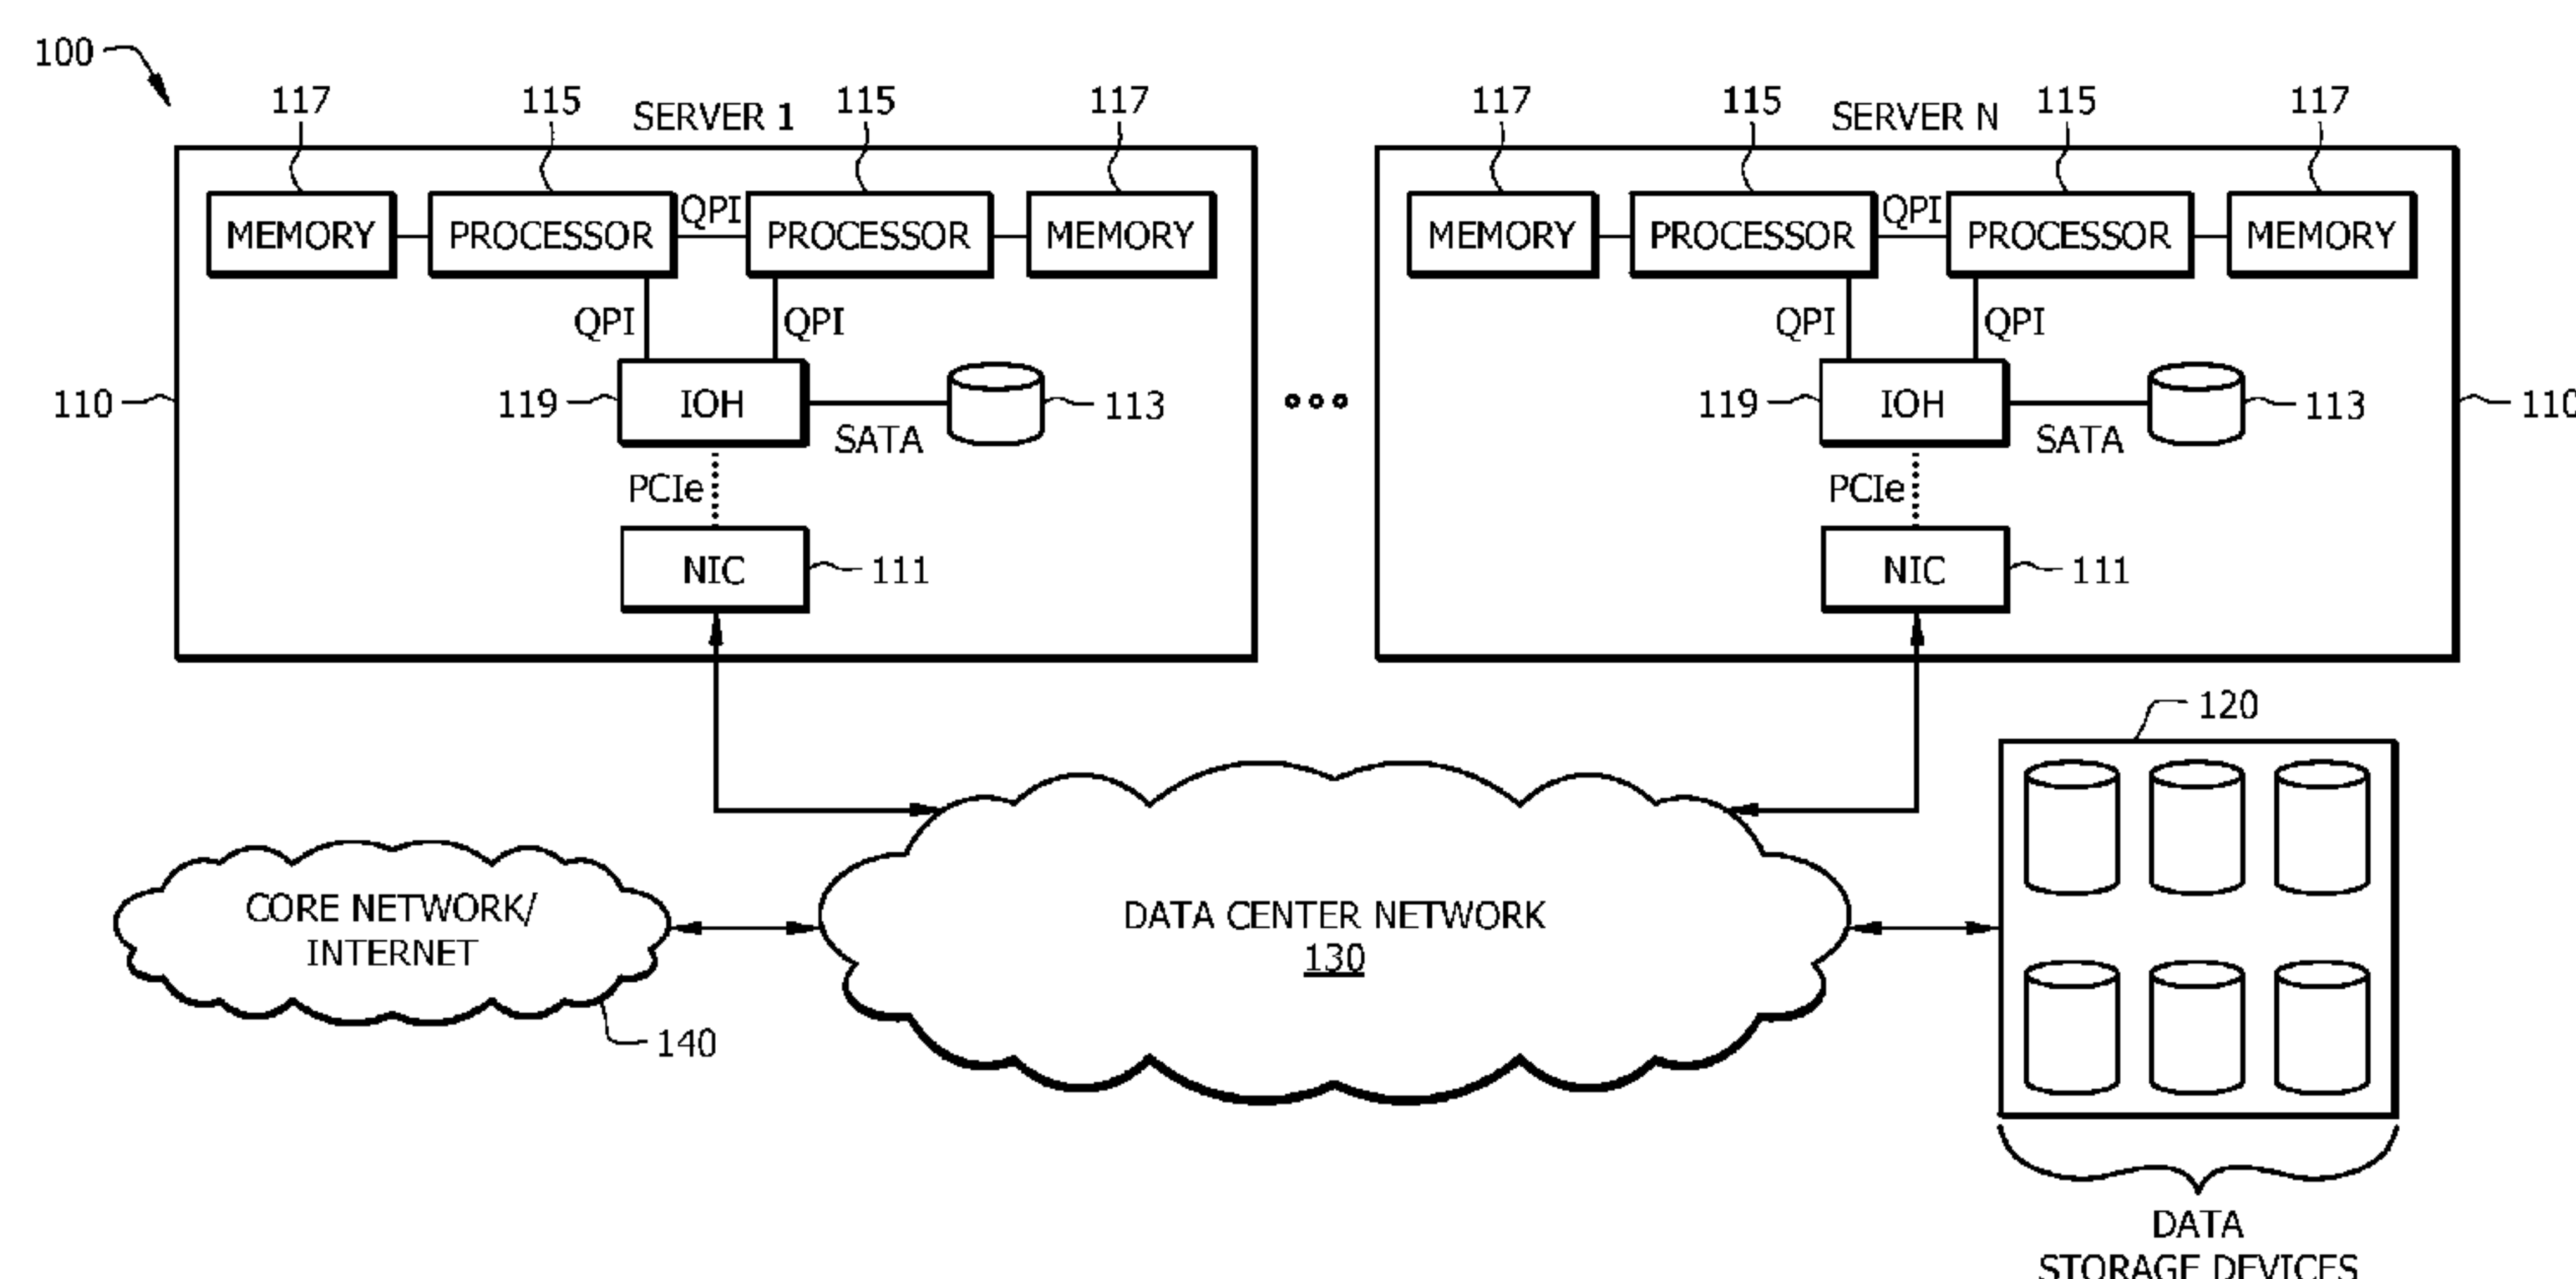 100
117
115
SERVER 1
115
117
117
115
SERVER N
115
117
MEMORY
PROCESSOR
QPI
PROCESSOR
MEMORY
MEMORY
PROCESSOR
QPI
PROCESSOR
MEMORY
QPI
QPI
QPI
QPI
110
119
IOH
113
SATA
119
IOH
113
SATA
110
PCIe
PCIe
NIC
111
NIC
111
120
CORE NETWORK/
INTERNET
140
DATA CENTER NETWORK
130
DATA
STORAGE DEVICES